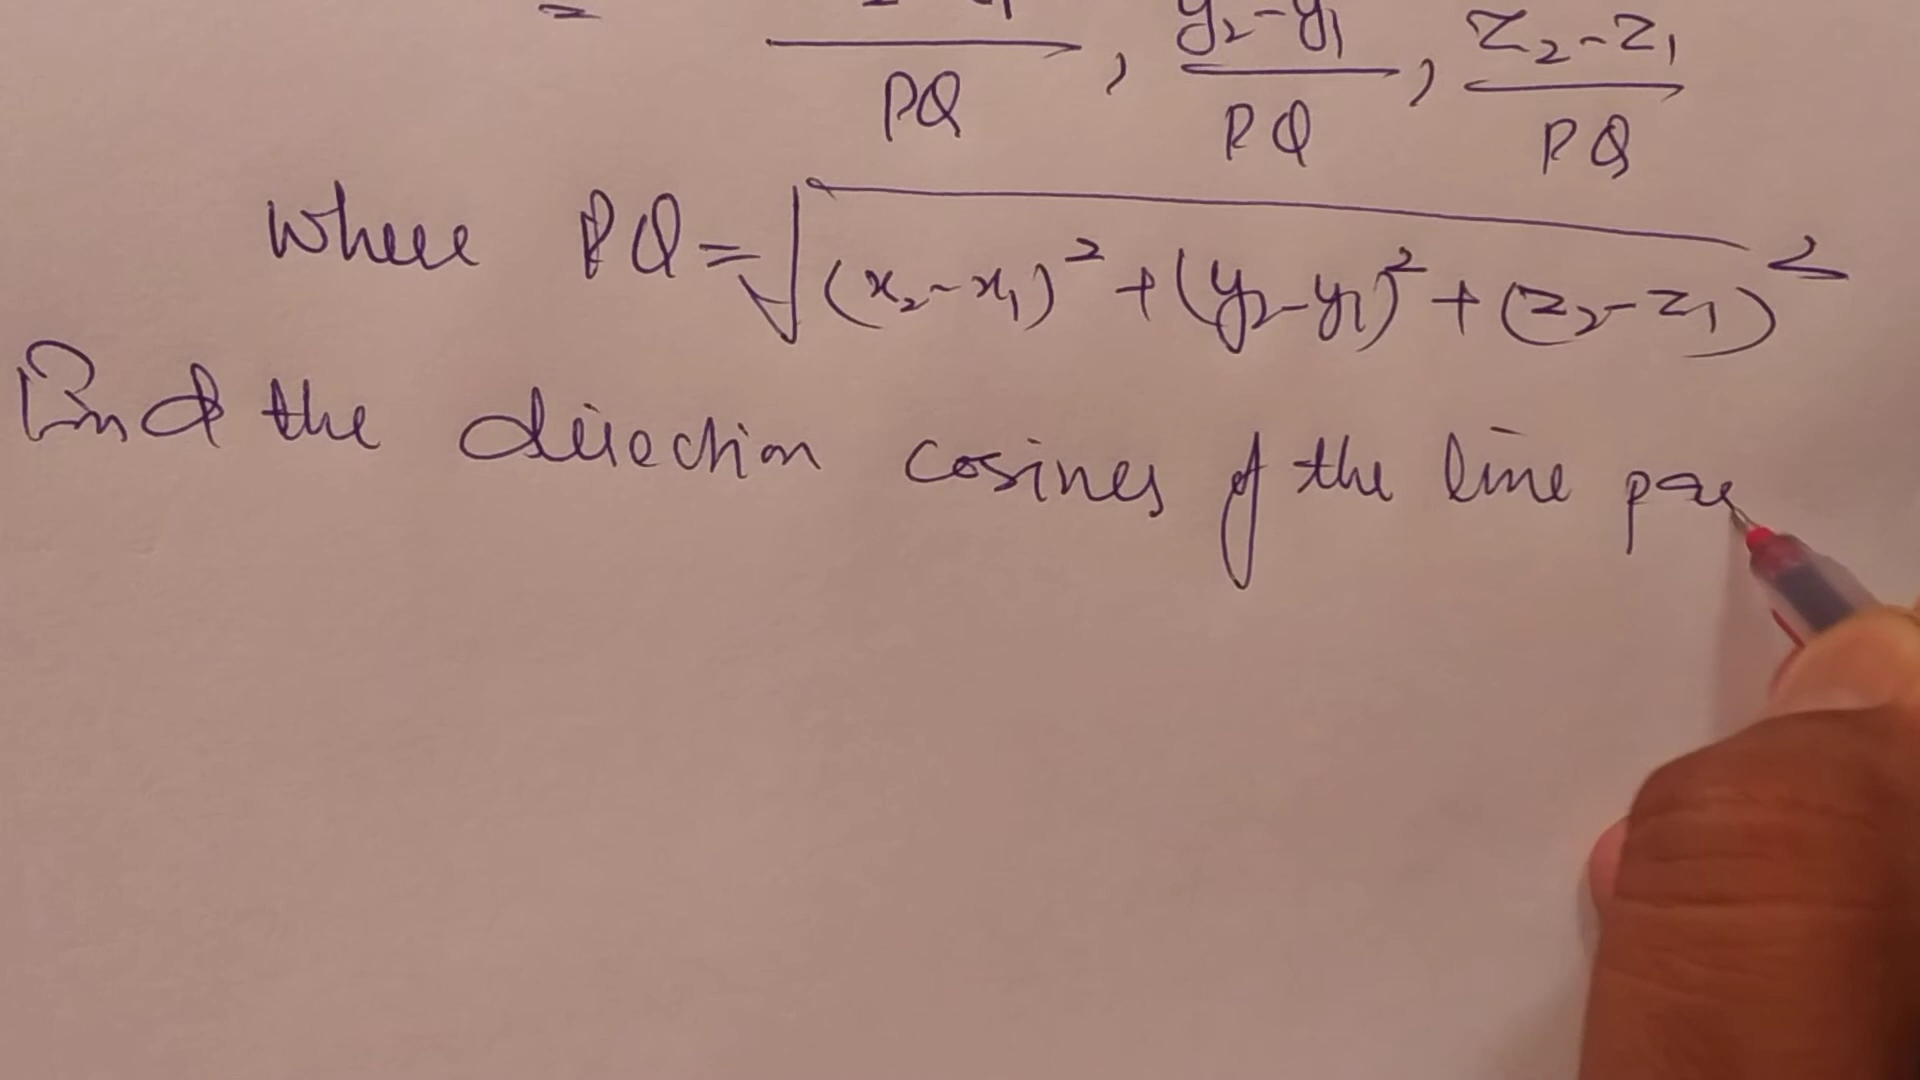 = , y₂-y₁ , z₂-z₁
PQ PQ PQ
where PQ = √(x₂-x₁)² + (y₂-y₁)² + (z₂-z₁)²
Find the direction cosines of the line pas